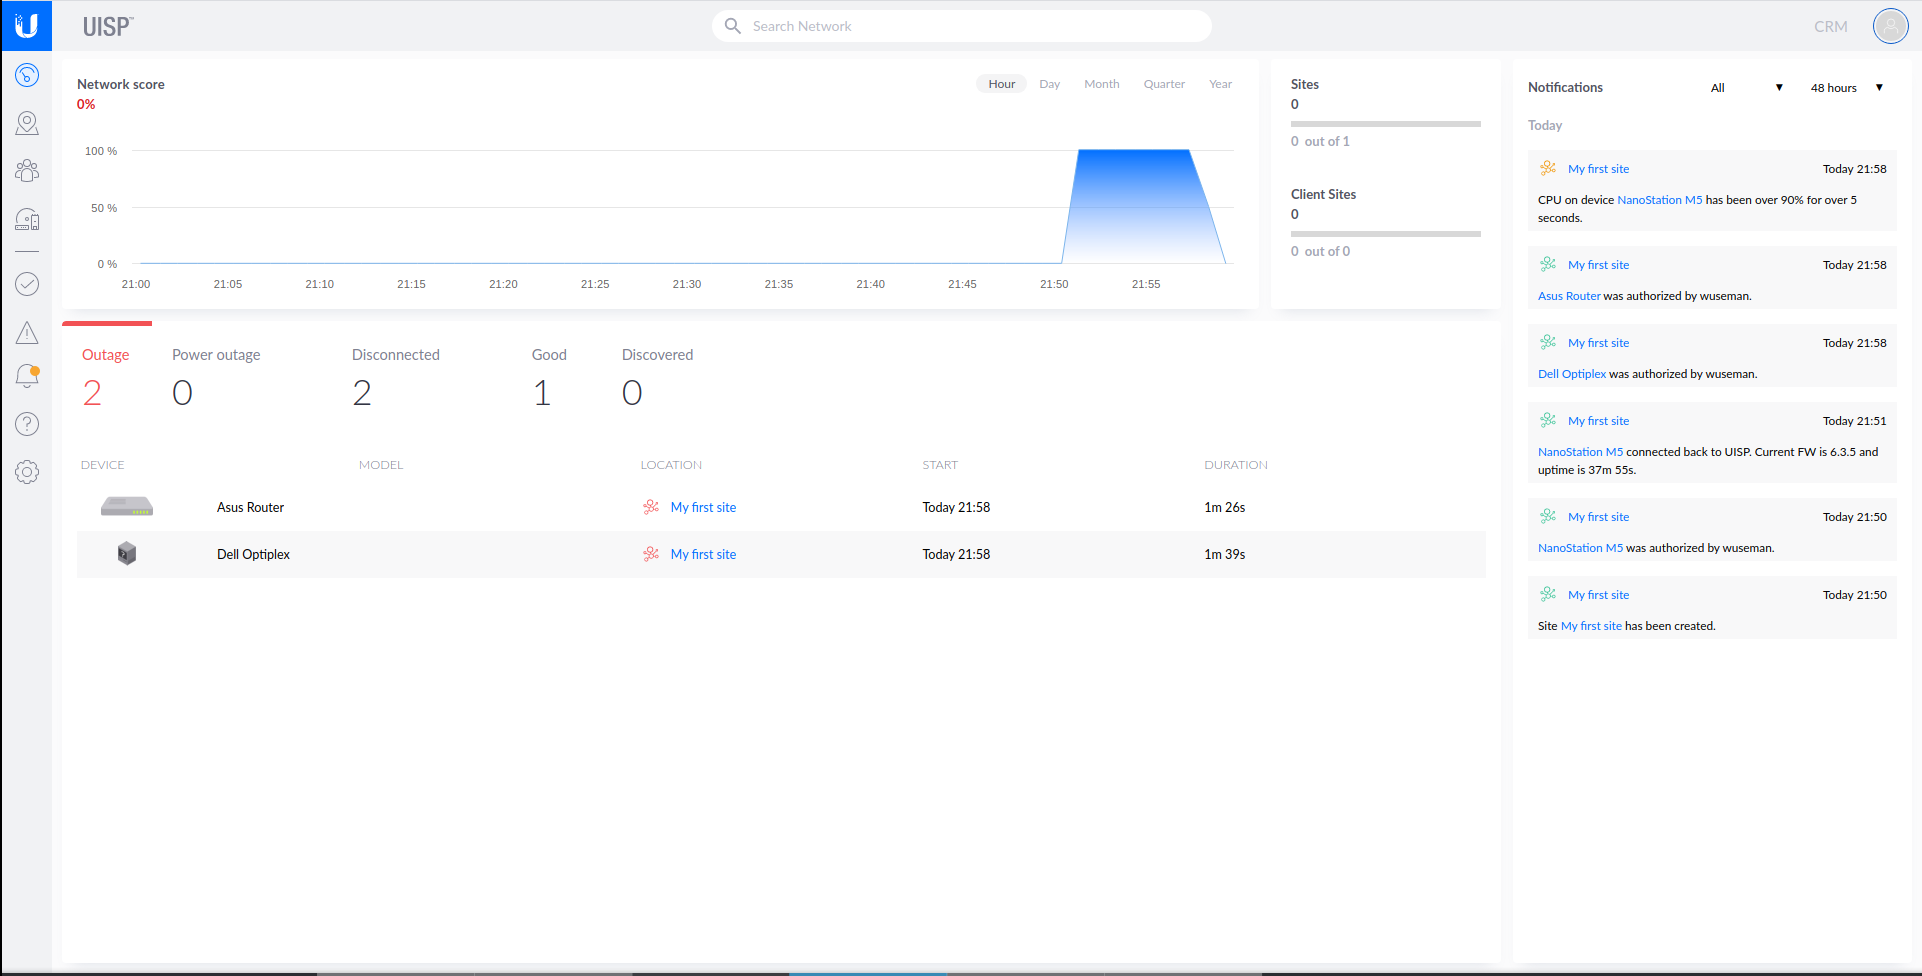 UISP™
Search Network
CRM
Network score
0%
Hour Day Month Quarter Year
100 %
50 %
0 %
21:00 21:05 21:10 21:15 21:20 21:25 21:30 21:35 21:40 21:45 21:50 21:55
Sites
0
0 out of 1
Client Sites
0
0 out of 0
Outage Power outage Disconnected Good Discovered
2 0 2 1 0
DEVICE MODEL LOCATION START DURATION
Asus Router My first site Today 21:58 1m 26s
Dell Optiplex My first site Today 21:58 1m 39s
Notifications All ▼ 48 hours ▼
Today
My first site Today 21:58
CPU on device NanoStation M5 has been over 90% for over 5
seconds.
My first site Today 21:58
Asus Router was authorized by wuseman.
My first site Today 21:58
Dell Optiplex was authorized by wuseman.
My first site Today 21:51
NanoStation M5 connected back to UISP. Current FW is 6.3.5 and
uptime is 37m 55s.
My first site Today 21:50
NanoStation M5 was authorized by wuseman.
My first site Today 21:50
Site My first site has been created.